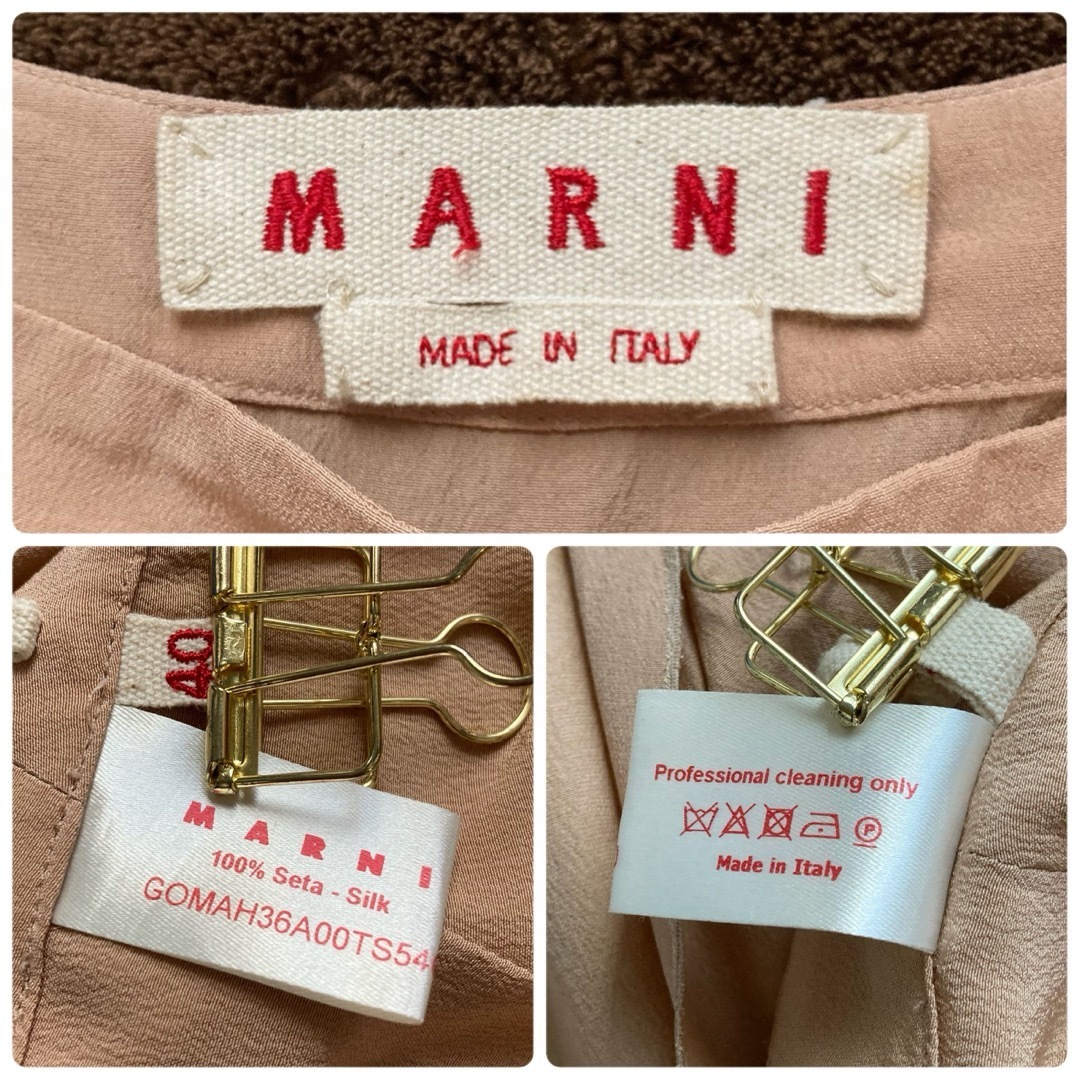 MARNI
MADE IN ITALY
40
MARNI
100% Seta - Silk
GOMAH36A00TS54
Professional cleaning only
P
Made in Italy